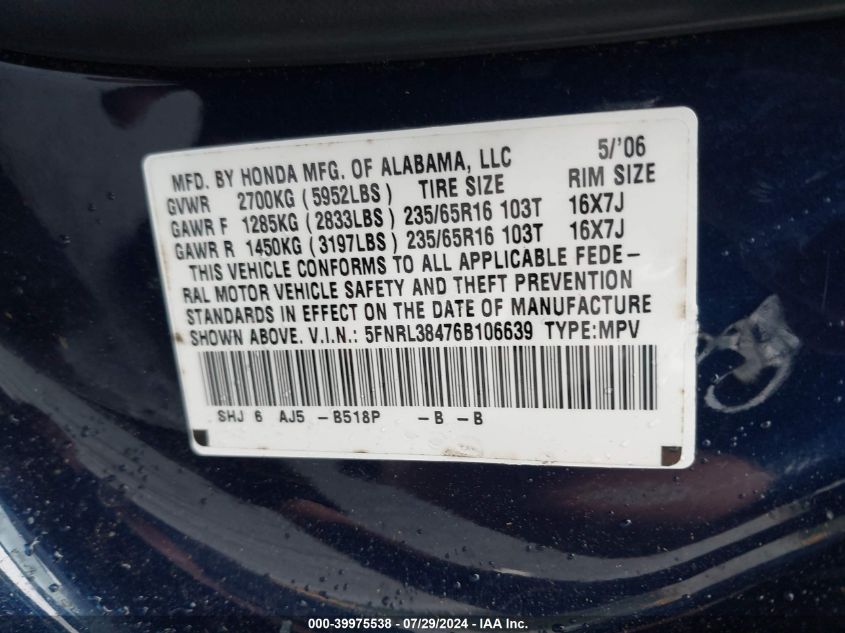 MFD. BY HONDA MFG. OF ALABAMA, LLC 5/'06
GVWR 2700KG (5952LBS) TIRE SIZE RIM SIZE
GAWR F 1285KG (2833LBS) 235/65R16 103T 16X7J
GAWR R 1450KG (3197LBS) 235/65R16 103T 16X7J
THIS VEHICLE CONFORMS TO ALL APPLICABLE FEDE-
RAL MOTOR VEHICLE SAFETY AND THEFT PREVENTION
STANDARDS IN EFFECT ON THE DATE OF MANUFACTURE
SHOWN ABOVE. V.I.N.: 5FNRL38476B106639 TYPE:MPV
SHJ 6 AJ5 -B518P -B -B
000-39975538 - 07/29/2024 - IAA, LLC